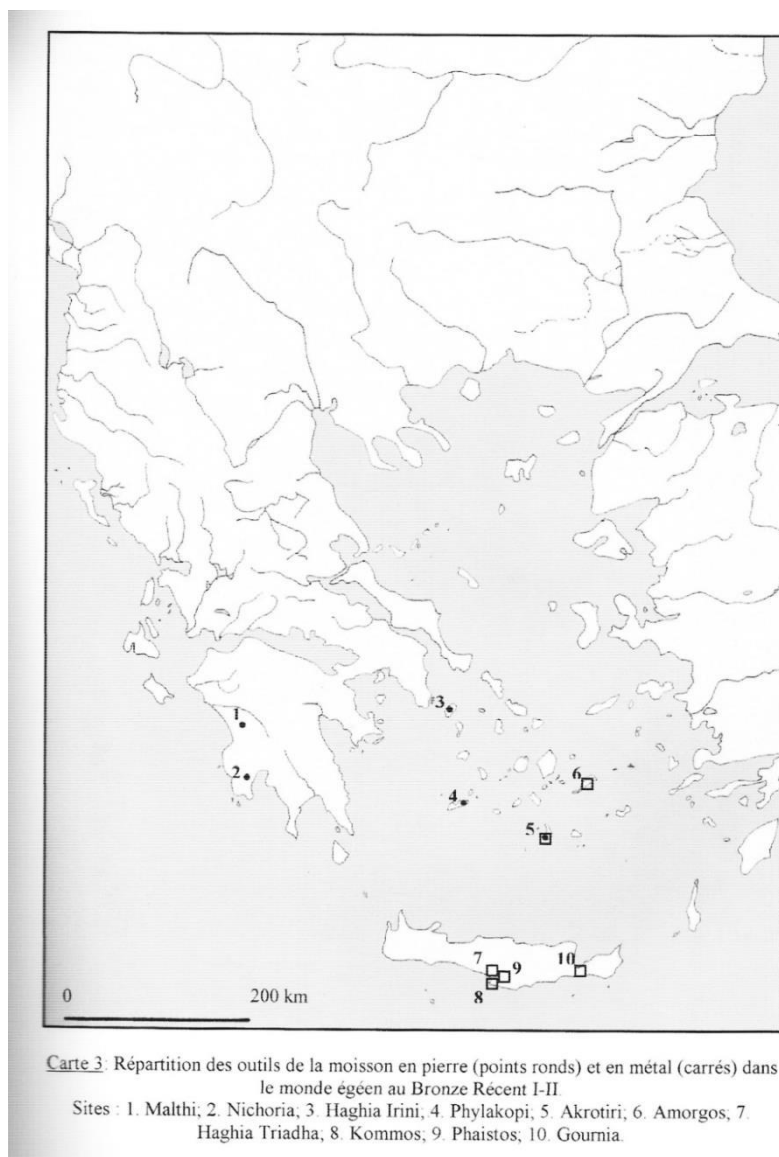 1
2
3
4
5
6
7
8
9
10
0 200 km
Carte 3: Répartition des outils de la moisson en pierre (points ronds) et en métal (carrés) dans
le monde égéen au Bronze Récent I-II.
Sites : 1. Malthi; 2. Nichoria; 3. Haghia Irini; 4. Phylakopi; 5. Akrotiri; 6. Amorgos; 7.
Haghia Triadha; 8. Kommos; 9. Phaistos; 10. Gournia.